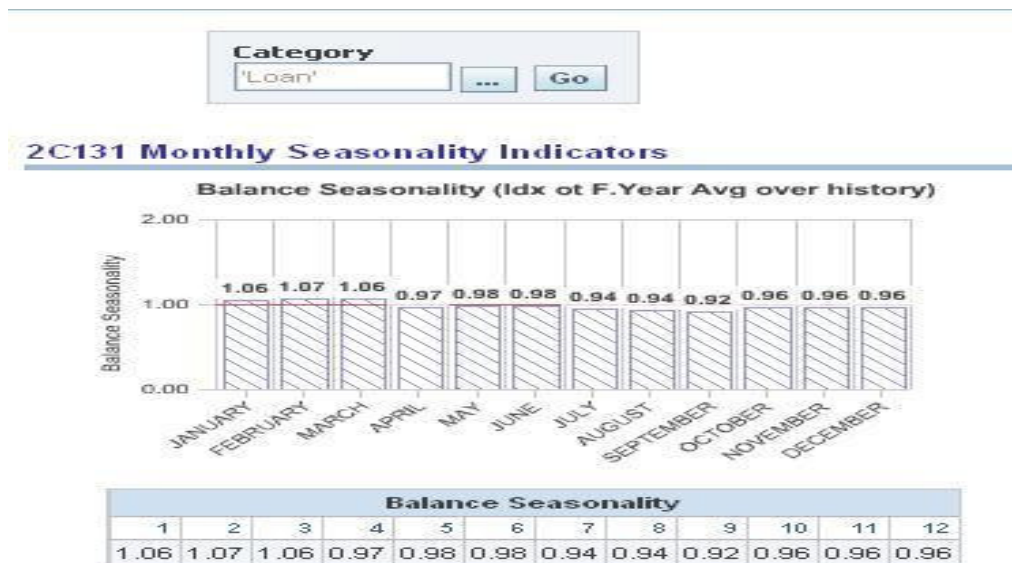 Category
'Loan'
... Go
2C131 Monthly Seasonality Indicators
Balance Seasonality (Idx ot F.Year Avg over history)
Balance Seasonality
2.00
1.00
0.00
1.06 1.07 1.06 0.97 0.98 0.98 0.94 0.94 0.92 0.96 0.96 0.96
JANUARY FEBRUARY MARCH APRIL MAY JUNE JULY AUGUST SEPTEMBER OCTOBER NOVEMBER DECEMBER
Balance Seasonality
1 2 3 4 5 6 7 8 9 10 11 12
1.06 1.07 1.06 0.97 0.98 0.98 0.94 0.94 0.92 0.96 0.96 0.96